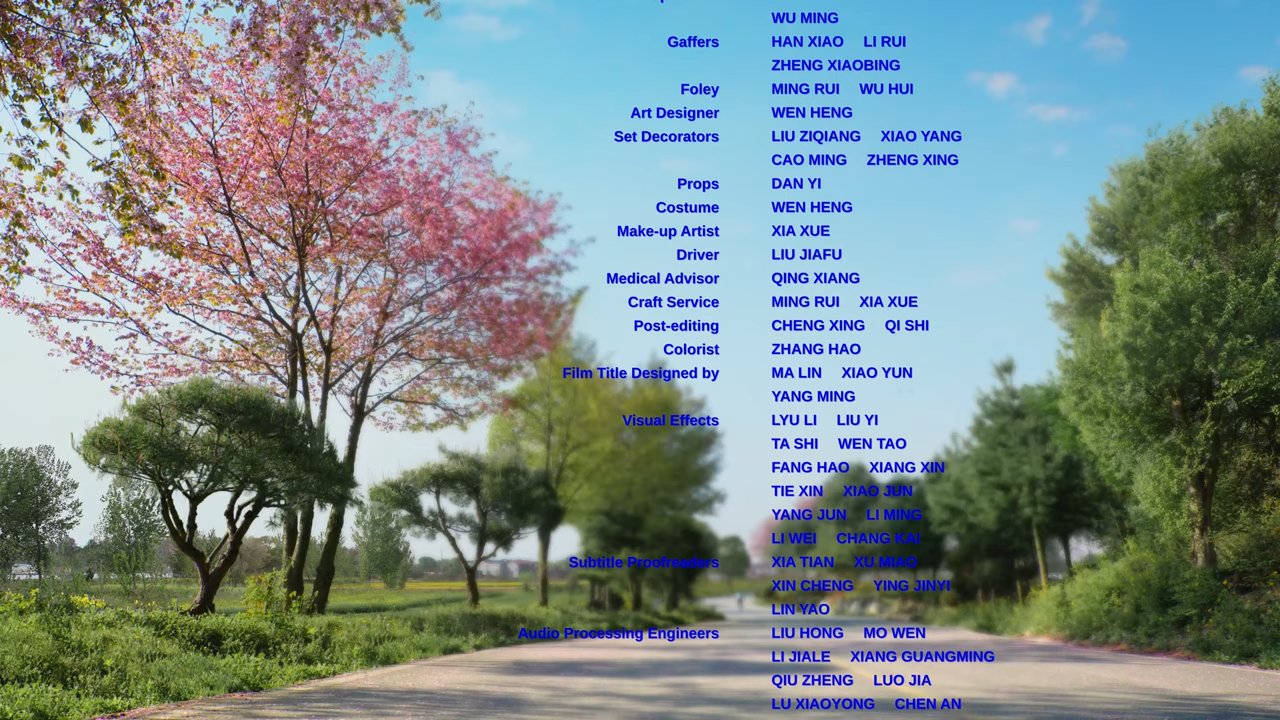 WU MING
Gaffers HAN XIAO LI RUI
ZHENG XIAOBING
Foley MING RUI WU HUI
Art Designer WEN HENG
Set Decorators LIU ZIQIANG XIAO YANG
CAO MING ZHENG XING
Props DAN YI
Costume WEN HENG
Make-up Artist XIA XUE
Driver LIU JIAFU
Medical Advisor QING XIANG
Craft Service MING RUI XIA XUE
Post-editing CHENG XING QI SHI
Colorist ZHANG HAO
Film Title Designed by MA LIN XIAO YUN
YANG MING
Visual Effects LYU LI LIU YI
TA SHI WEN TAO
FANG HAO XIANG XIN
TIE XIN XIAO JUN
YANG JUN LI MING
LI WEI CHANG KAI
Subtitle Proofreaders XIA TIAN XU MIAO
XIN CHENG YING JINYI
LIN YAO
Audio Processing Engineers LIU HONG MO WEN
LI JIALE XIANG GUANGMING
QIU ZHENG LUO JIA
LU XIAOYONG CHEN AN